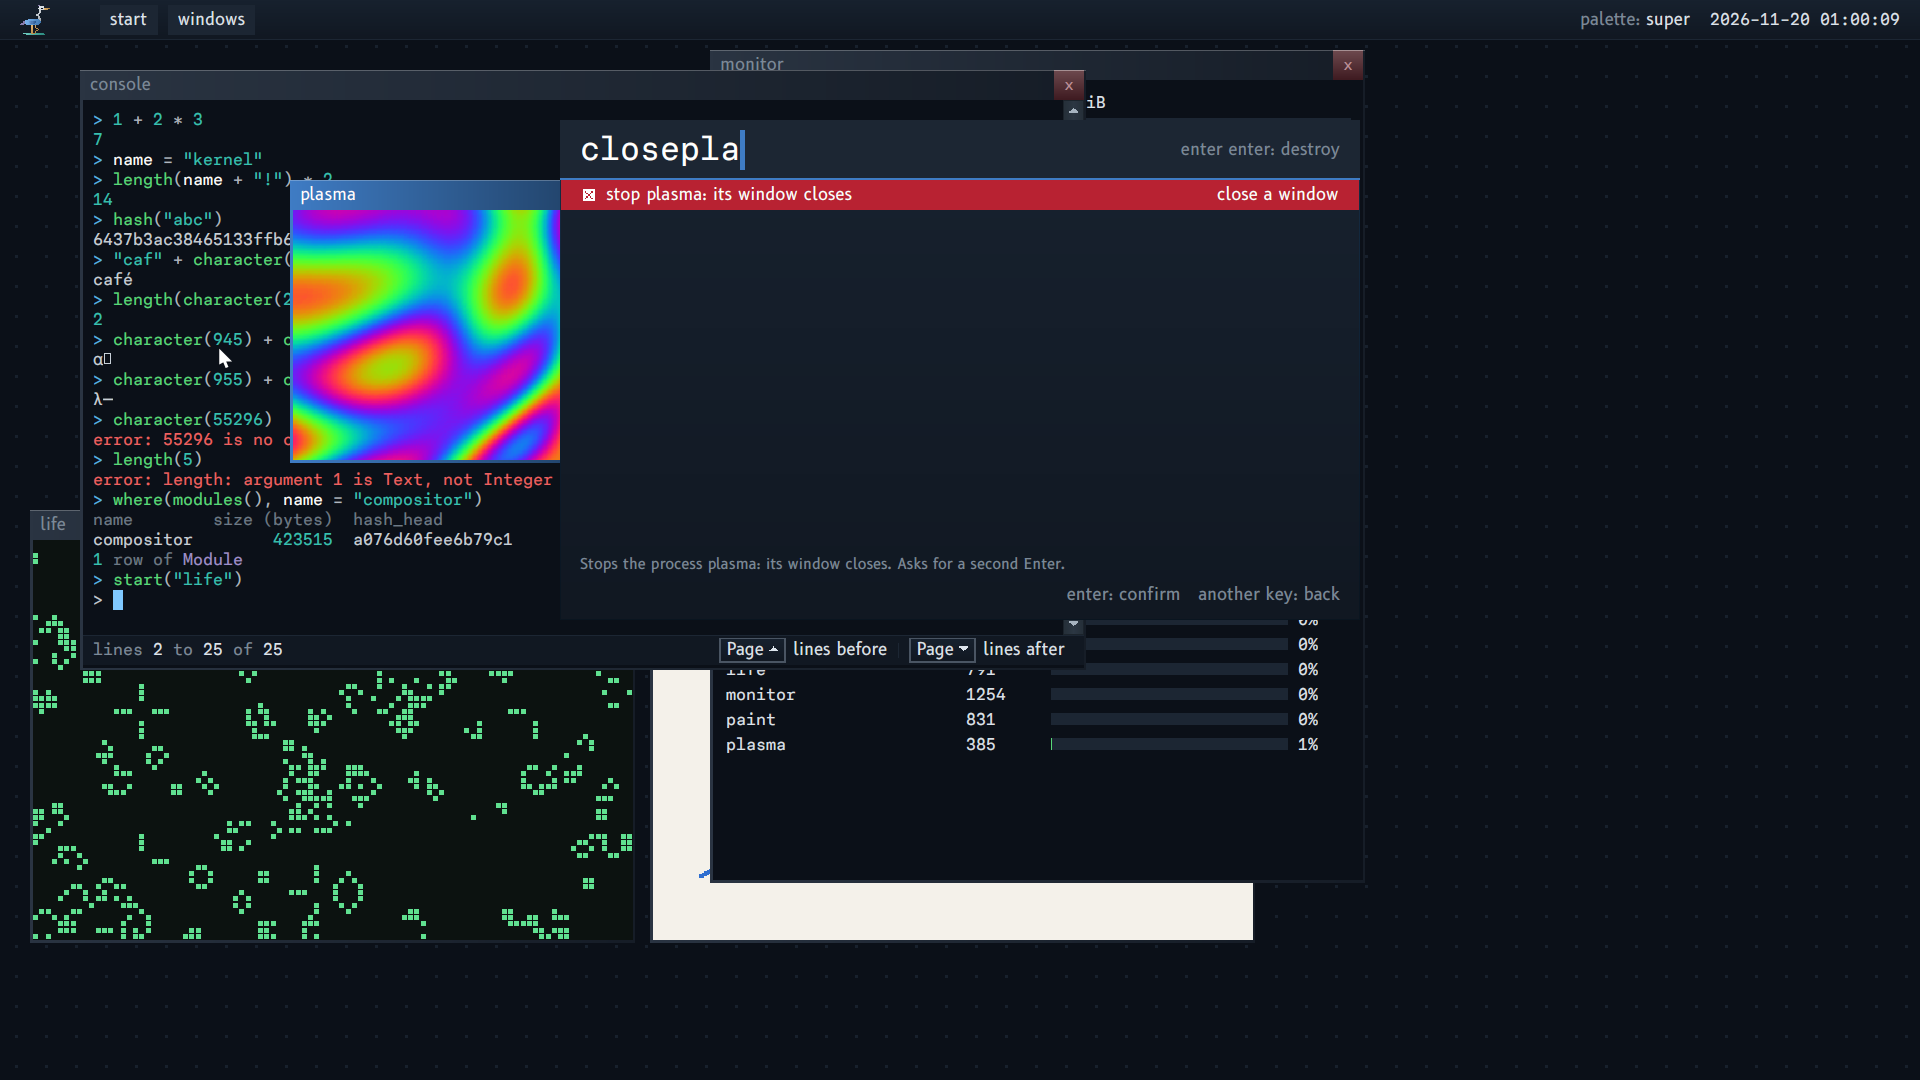 start windows palette: super 2026-11-20 01:00:09
monitor x
console x
iB
> 1 + 2 * 3
7
> name = "kernel"
> length(name + "!") * 2
14
> hash("abc")
6437b3ac38465133ffb6
> "caf" + character(
café
> length(character(2
2
> character(945) + c
α▯
> character(955) + c
λ—
> character(55296)
error: 55296 is no c
> length(5)
error: length: argument 1 is Text, not Integer
> where(modules(), name = "compositor")
name size (bytes) hash_head
compositor 423515 a076d60fee6b79c1
1 row of Module
> start("life")
>
lines 2 to 25 of 25 Page lines before Page lines after
closepla enter enter: destroy
stop plasma: its window closes close a window
Stops the process plasma: its window closes. Asks for a second Enter.
enter: confirm another key: back
plasma
life
0%
0%
life 791 0%
monitor 1254 0%
paint 831 0%
plasma 385 1%